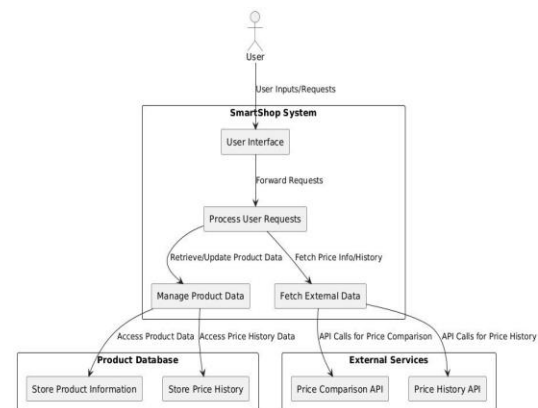 User
User Inputs/Requests
SmartShop System
User Interface
Forward Requests
Process User Requests
Retrieve/Update Product Data
Fetch Price Info/History
Manage Product Data
Fetch External Data
Access Product Data
Access Price History Data
API Calls for Price Comparison
API Calls for Price History
Product Database
External Services
Store Product Information
Store Price History
Price Comparison API
Price History API